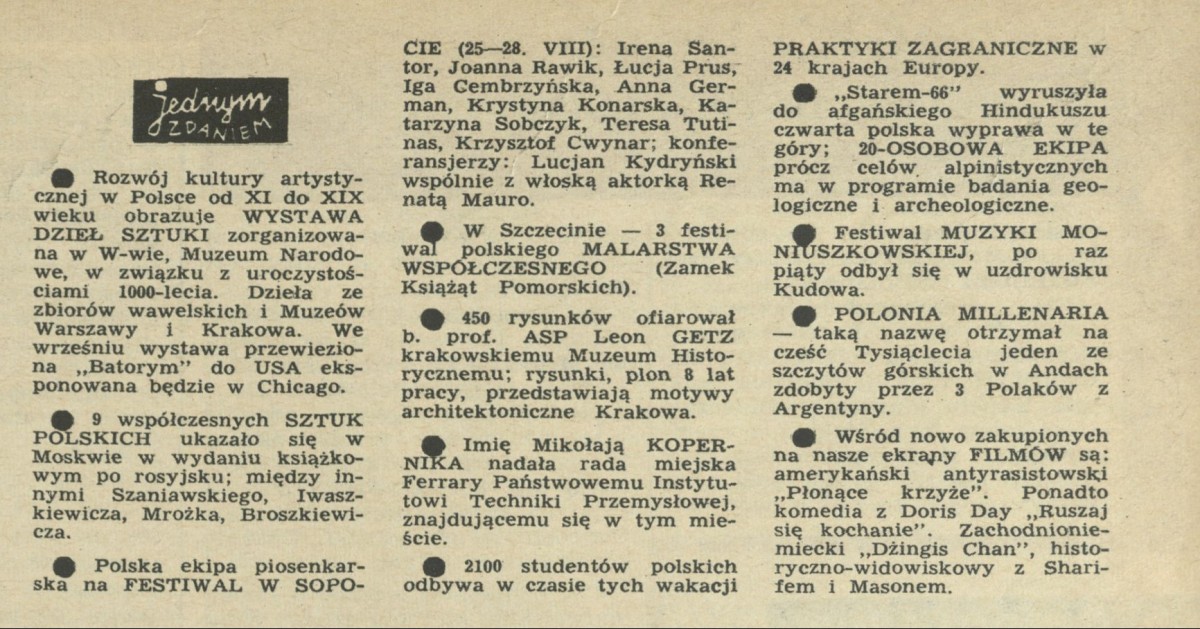 jednym
ZDANIEM
● Rozwój kultury artysty-
cznej w Polsce od XI do XIX
wieku obrazuje WYSTAWA
DZIEŁ SZTUKI zorganizowa-
na w W-wie, Muzeum Narodo-
we, w związku z uroczystoś-
ciami 1000-lecia. Dzieła ze
zbiorów wawelskich i Muzeów
Warszawy i Krakowa. We
wrześniu wystawa przewiezio-
na „Batorym” do USA eks-
ponowana będzie w Chicago.
● 9 współczesnych SZTUK
POLSKICH ukazało się w
Moskwie w wydaniu książko-
wym po rosyjsku; między in-
nymi Szaniawskiego, Iwasz-
kiewicza, Mrożka, Broszkiewi-
cza.
● Polska ekipa piosenkar-
ska na FESTIWAL W SOPO-
CIE (25—28. VIII): Irena San-
tor, Joanna Rawik, Łucja Prus,
Iga Cembrzyńska, Anna Ger-
man, Krystyna Konarska, Ka-
tarzyna Sobczyk, Teresa Tuti-
nas, Krzysztof Cwynar; konfe-
ransjerzy: Lucjan Kydryński
wspólnie z włoską aktorką Re-
natą Mauro.
● W Szczecinie — 3 festi-
wal polskiego MALARSTWA
WSPÓŁCZESNEGO (Zamek
Książąt Pomorskich).
● 450 rysunków ofiarował
b. prof. ASP Leon GETZ
krakowskiemu Muzeum Histo-
rycznemu; rysunki, plon 8 lat
pracy, przedstawiają motywy
architektoniczne Krakowa.
● Imię Mikołają KOPER-
NIKA nadała rada miejska
Ferrary Państwowemu Instytu-
towi Techniki Przemysłowej,
znajdującemu się w tym mie-
ście.
● 2100 studentów polskich
odbywa w czasie tych wakacji
PRAKTYKI ZAGRANICZNE w
24 krajach Europy.
● „Starem-66” wyruszyła
do afgańskiego Hindukuszu
czwarta polska wyprawa w te
góry; 20-OSOBOWA EKIPA
prócz celów alpinistycznych
ma w programie badania geo-
logiczne i archeologiczne.
● Festiwal MUZYKI MO-
NIUSZKOWSKIEJ, po raz
piąty odbył się w uzdrowisku
Kudowa.
● POLONIA MILLENARIA
— taką nazwę otrzymał na
cześć Tysiąclecia jeden ze
szczytów górskich w Andach
zdobyty przez 3 Polaków z
Argentyny.
● Wśród nowo zakupionych
na nasze ekrany FILMÓW są:
amerykański antyrasistowski
„Płonące krzyże”. Ponadto
komedia z Doris Day „Ruszaj
się kochanie”. Zachodnionie-
miecki „Dżingis Chan”, histo-
ryczno-widowiskowy z Shari-
fem i Masonem.